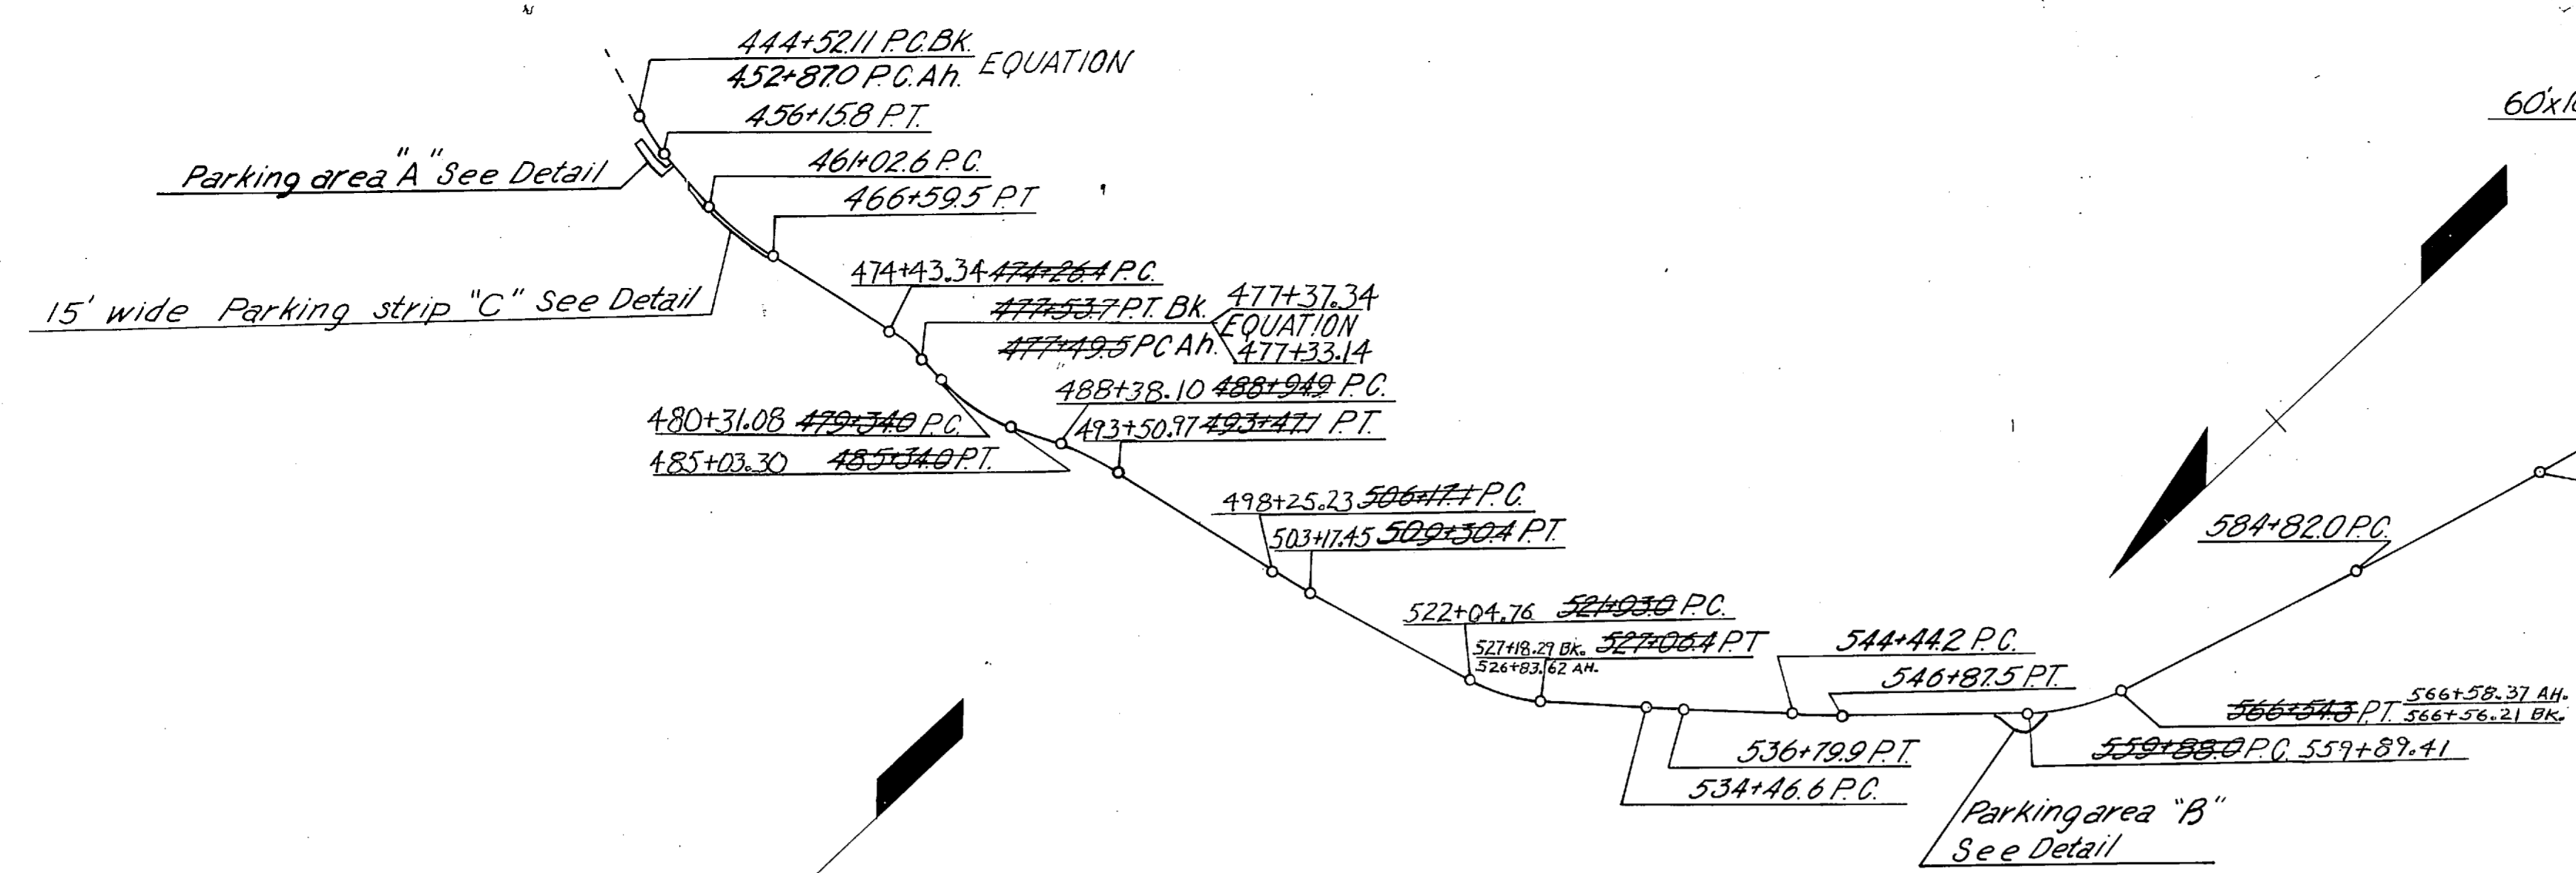 444+52.11 P.C.Bk.
452+87.0 P.C.Ah. EQUATION
456+15.8 P.T.
60'x1
Parking area "A" See Detail
461+02.6 P.C.
466+59.5 P.T
15' wide Parking strip "C" See Detail
474+43.34 474+26.4 P.C.
477+53.7 P.T. BK. 477+37.34
EQUATION
477+49.5 PC Ah. 477+33.14
488+38.10 488+94.9 P.C.
493+50.97 493+47.1 P.T.
480+31.08 479+34.0 P.C.
485+03.30 485+34.0 P.T.
498+25.23 506+17.1 P.C.
503+17.45 509+30.4 P.T.
584+82.0 P.C.
522+04.76 521+93.0 P.C.
527+18.29 BK. 527+06.4 P.T
526+83.62 AH.
544+44.2 P.C.
546+87.5 P.T.
566+54.3 P.T. 566+58.37 AH.
566+56.21 BK.
536+79.9 P.T.
534+46.6 P.C.
559+88.0 P.C. 559+89.41
Parking area "B"
See Detail